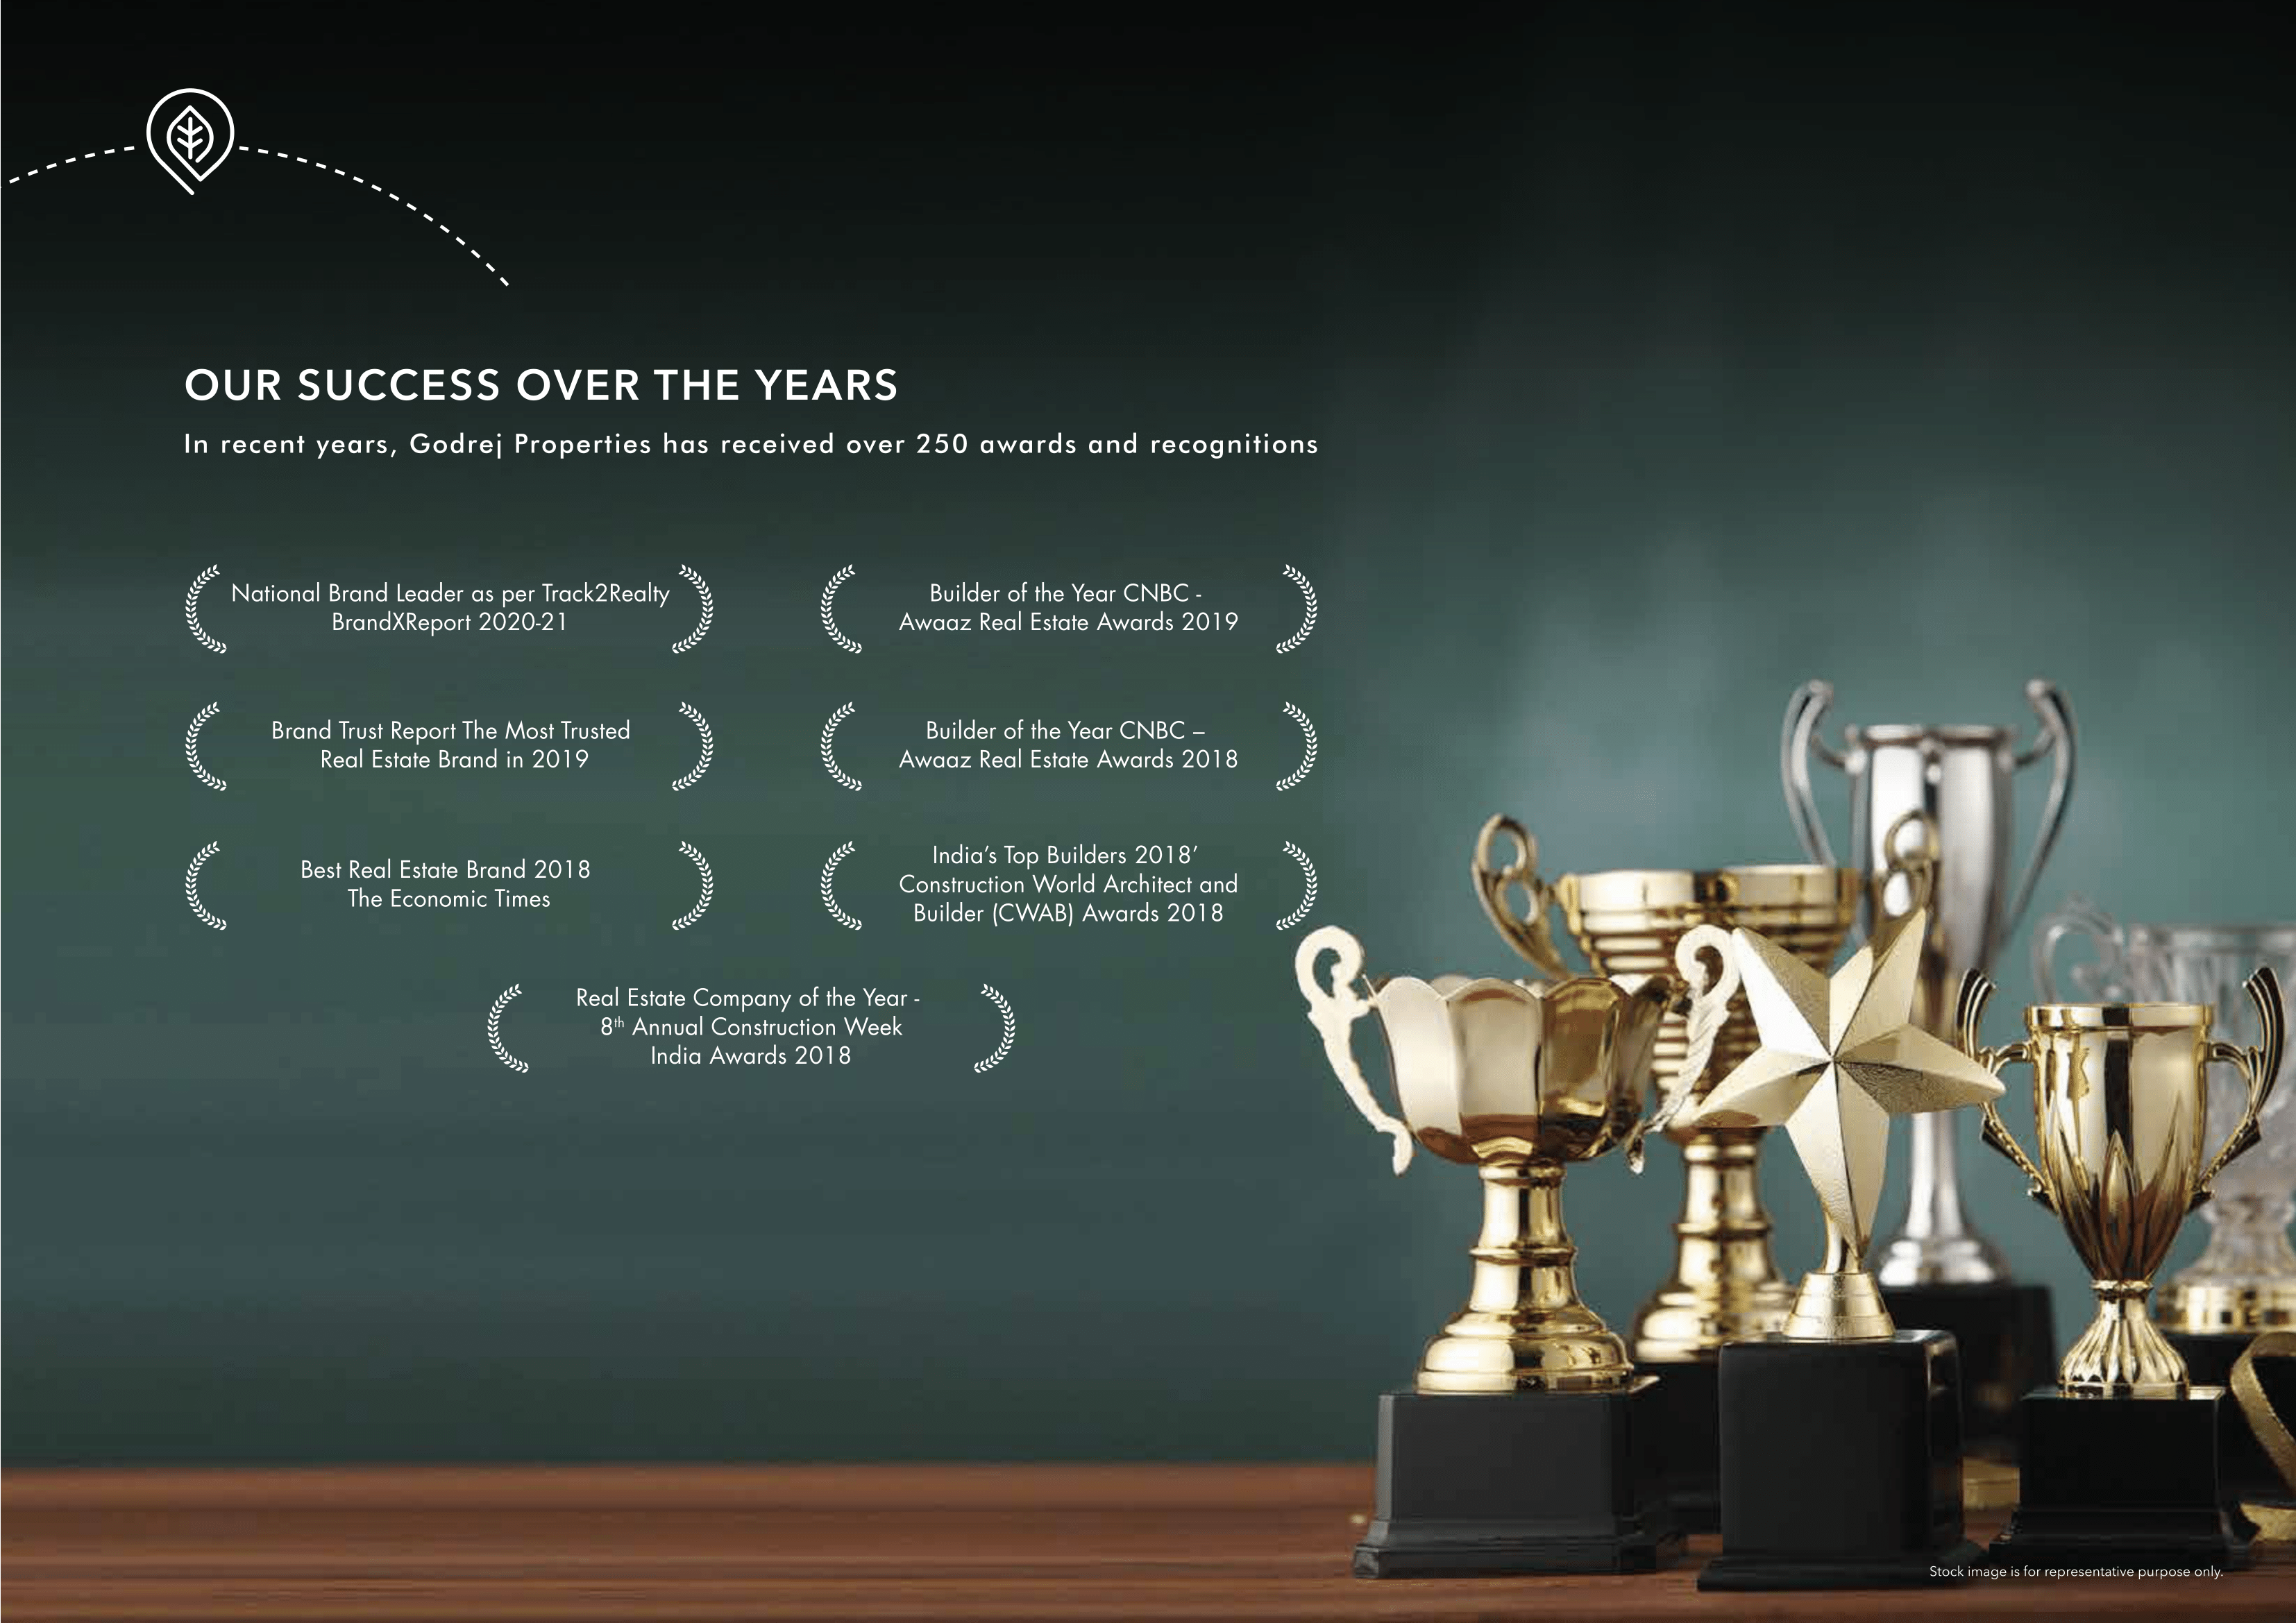 OUR SUCCESS OVER THE YEARS
In recent years, Godrej Properties has received over 250 awards and recognitions
National Brand Leader as per Track2Realty
BrandXReport 2020-21
Builder of the Year CNBC -
Awaaz Real Estate Awards 2019
Brand Trust Report The Most Trusted
Real Estate Brand in 2019
Builder of the Year CNBC –
Awaaz Real Estate Awards 2018
Best Real Estate Brand 2018
The Economic Times
India’s Top Builders 2018’
Construction World Architect and
Builder (CWAB) Awards 2018
Real Estate Company of the Year -
8th Annual Construction Week
India Awards 2018
Stock image is for representative purpose only.